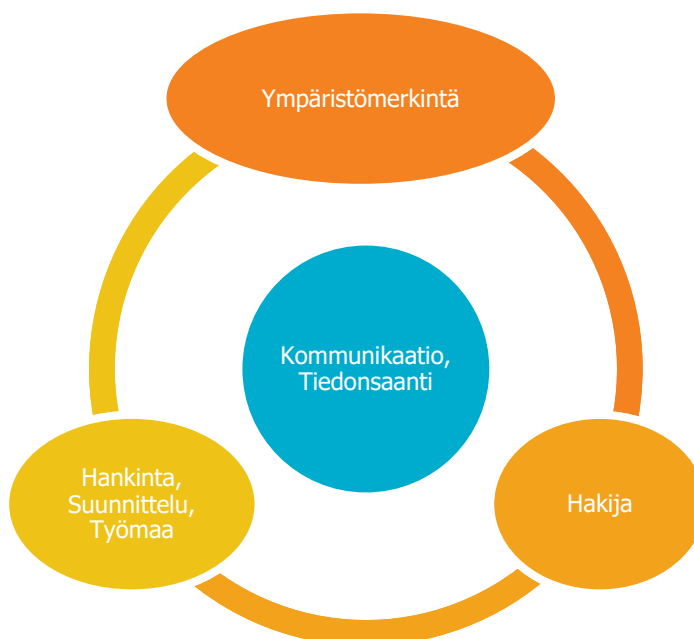 Ympäristömerkintä
Kommunikaatio,
Tiedonsaanti
Hankinta,
Suunnittelu,
Työmaa
Hakija